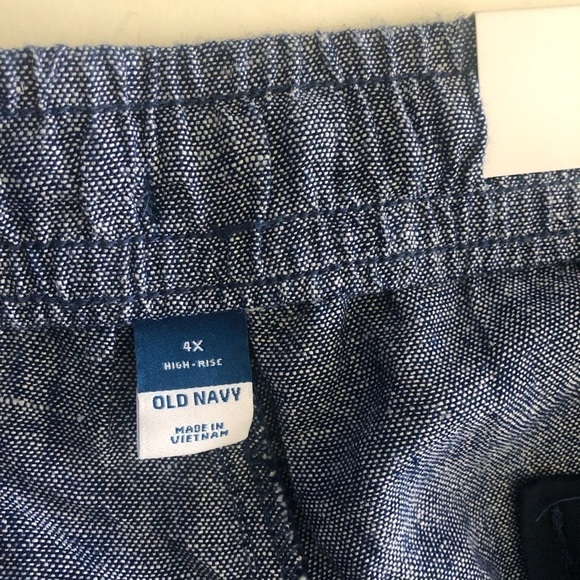 4X
HIGH-RISE
OLD NAVY
MADE IN
VIETNAM